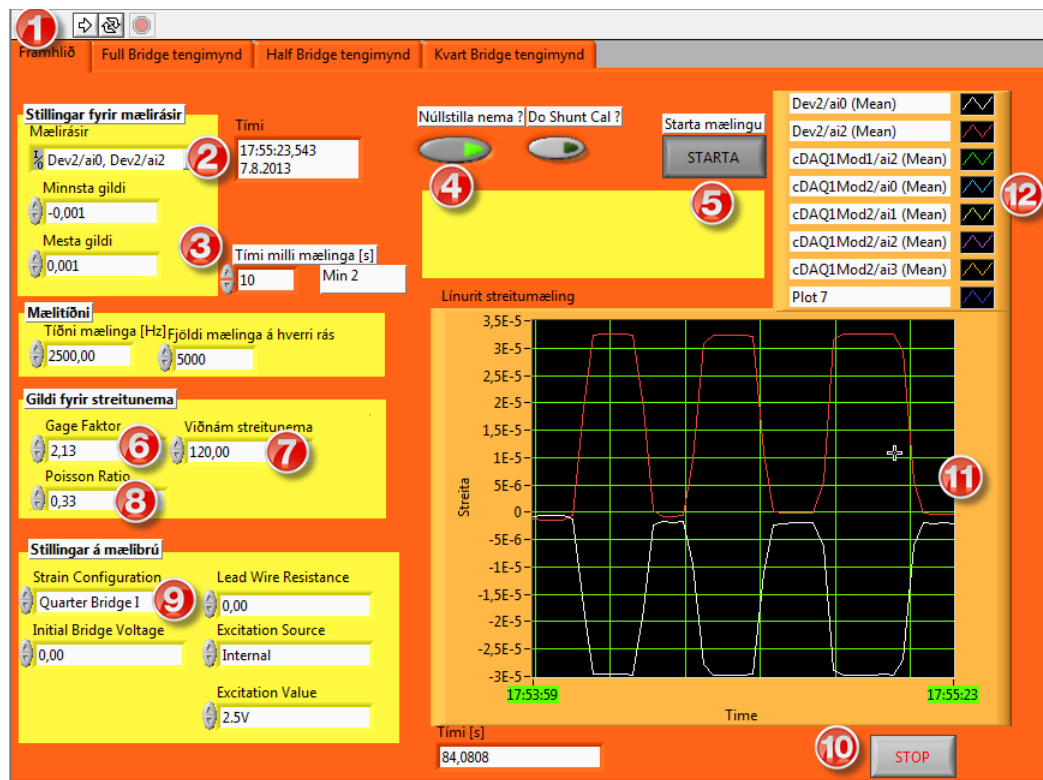 1
Framhlið
Full Bridge tengimynd
Half Bridge tengimynd
Kvart Bridge tengimynd
Stillingar fyrir mælirásir
Mælirásir
I/O Dev2/ai0, Dev2/ai2
2
Minnsta gildi
-0,001
Mesta gildi
0,001
Tími
17:55:23,543
7.8.2013
3
Tími milli mælinga [s]
10
Min 2
Núllstilla nema ?
Do Shunt Cal ?
4
Starta mælingu
STARTA
5
Dev2/ai0 (Mean)
Dev2/ai2 (Mean)
cDAQ1Mod1/ai2 (Mean)
cDAQ1Mod2/ai0 (Mean)
cDAQ1Mod2/ai1 (Mean)
cDAQ1Mod2/ai2 (Mean)
cDAQ1Mod2/ai3 (Mean)
Plot 7
12
Mælitíðni
Tíðni mælinga [Hz]
2500,00
Fjöldi mælinga á hverri rás
5000
Gildi fyrir streitunema
Gage Faktor
2,13
6
Viðnám streitunema
120,00
7
Poisson Ratio
0,33
8
Stillingar á mælibrú
Strain Configuration
Quarter Bridge I
9
Lead Wire Resistance
0,00
Initial Bridge Voltage
0,00
Excitation Source
Internal
Excitation Value
2.5V
Línurit streitumæling
Streita
3,5E-5
3E-5
2,5E-5
2E-5
1,5E-5
1E-5
5E-6
0
-5E-6
-1E-5
-1,5E-5
-2E-5
-2,5E-5
-3E-5
11
17:53:59
17:55:23
Time
Tími [s]
84,0808
10
STOP